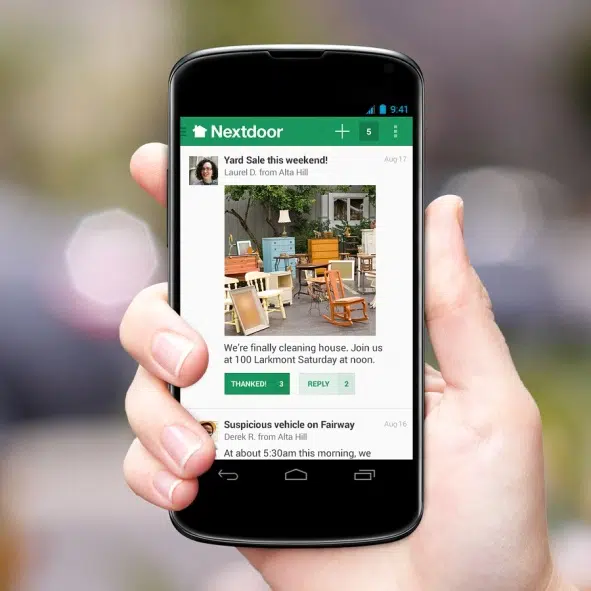 9:41
Nextdoor
5
Yard Sale this weekend!
Aug 17
Laurel D. from Alta Hill
We're finally cleaning house. Join us
at 100 Larkmont Saturday at noon.
THANKED! 3 REPLY 2
Suspicious vehicle on Fairway
Aug 16
Derek R. from Alta Hill
At about 5:30am this morning, we